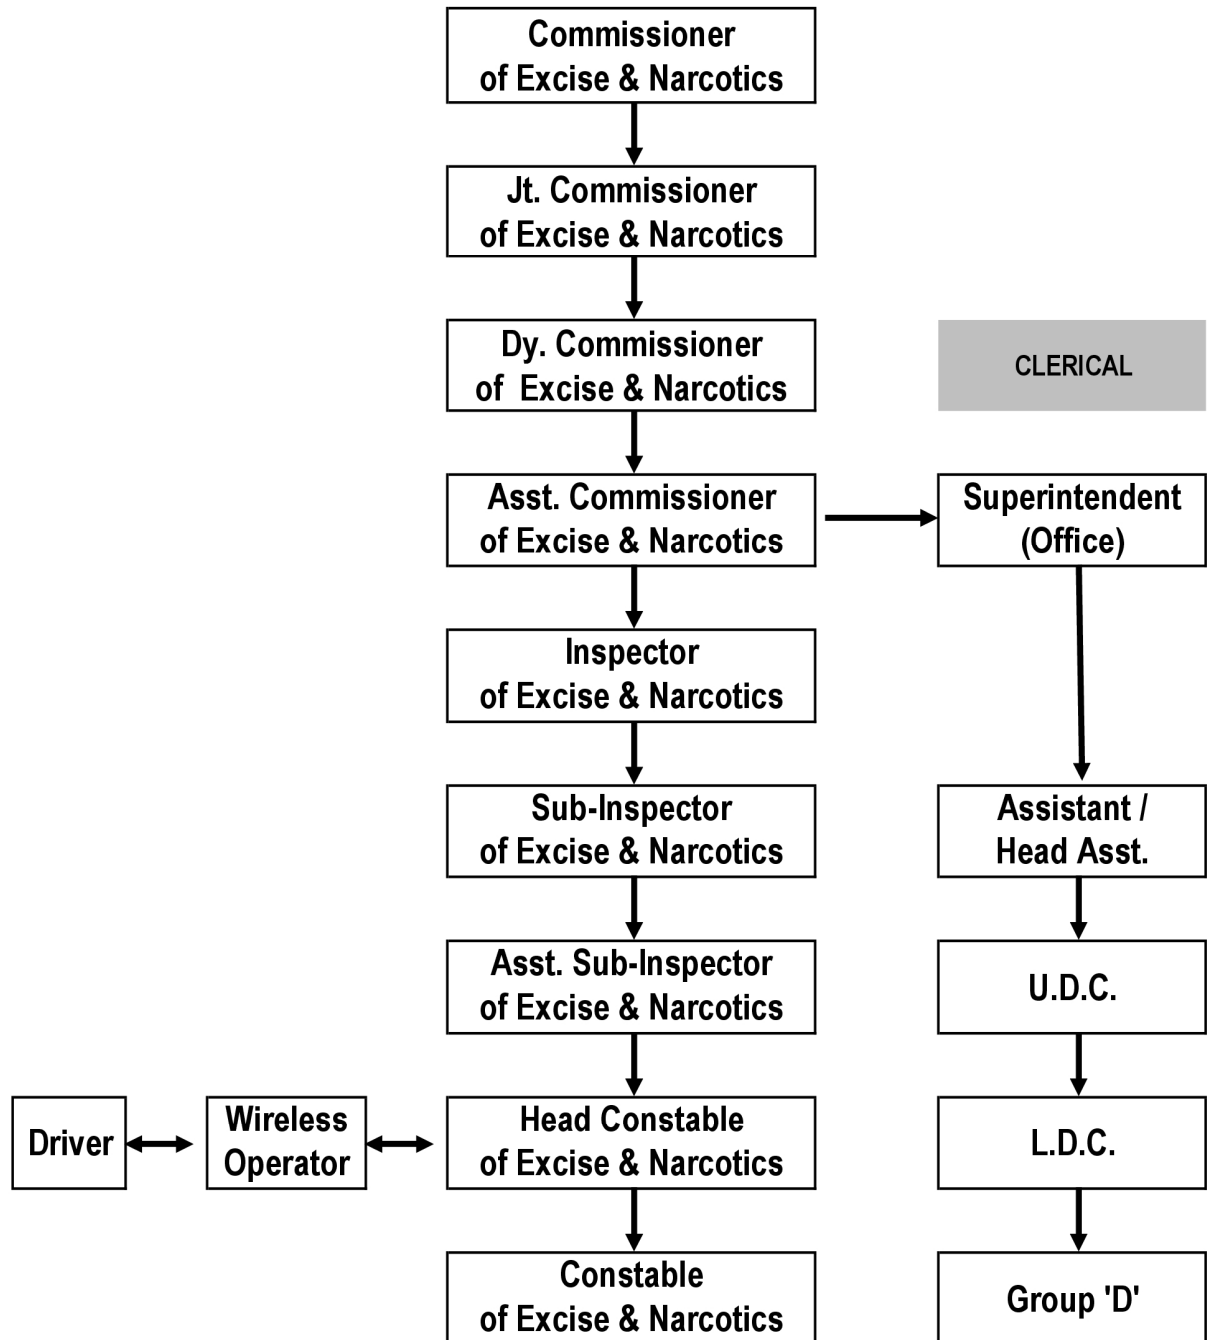 Commissioner
of Excise & Narcotics
Jt. Commissioner
of Excise & Narcotics
Dy. Commissioner
of Excise & Narcotics
CLERICAL
Asst. Commissioner
of Excise & Narcotics
Superintendent
(Office)
Inspector
of Excise & Narcotics
Sub-Inspector
of Excise & Narcotics
Assistant /
Head Asst.
Asst. Sub-Inspector
of Excise & Narcotics
U.D.C.
Driver
Wireless
Operator
Head Constable
of Excise & Narcotics
L.D.C.
Constable
of Excise & Narcotics
Group 'D'